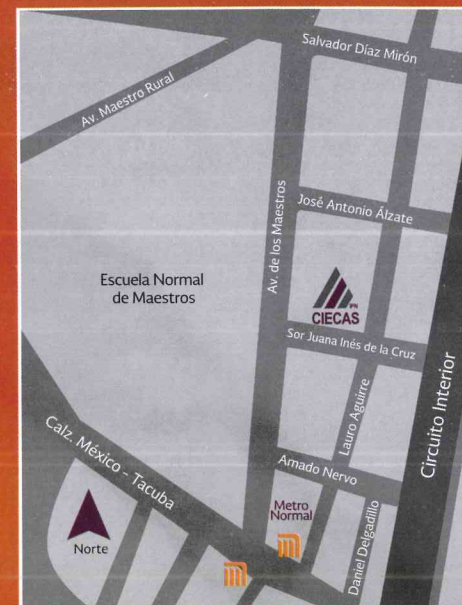 Salvador Díaz Mirón
Av. Maestro Rural
José Antonio Álzate
Av. de los Maestros
Escuela Normal
de Maestros
IPN
CIECAS
Sor Juana Inés de la Cruz
Circuito Interior
Lauro Aguirre
Calz. México - Tacuba
Amado Nervo
Metro
Normal
Daniel Delgadillo
Norte